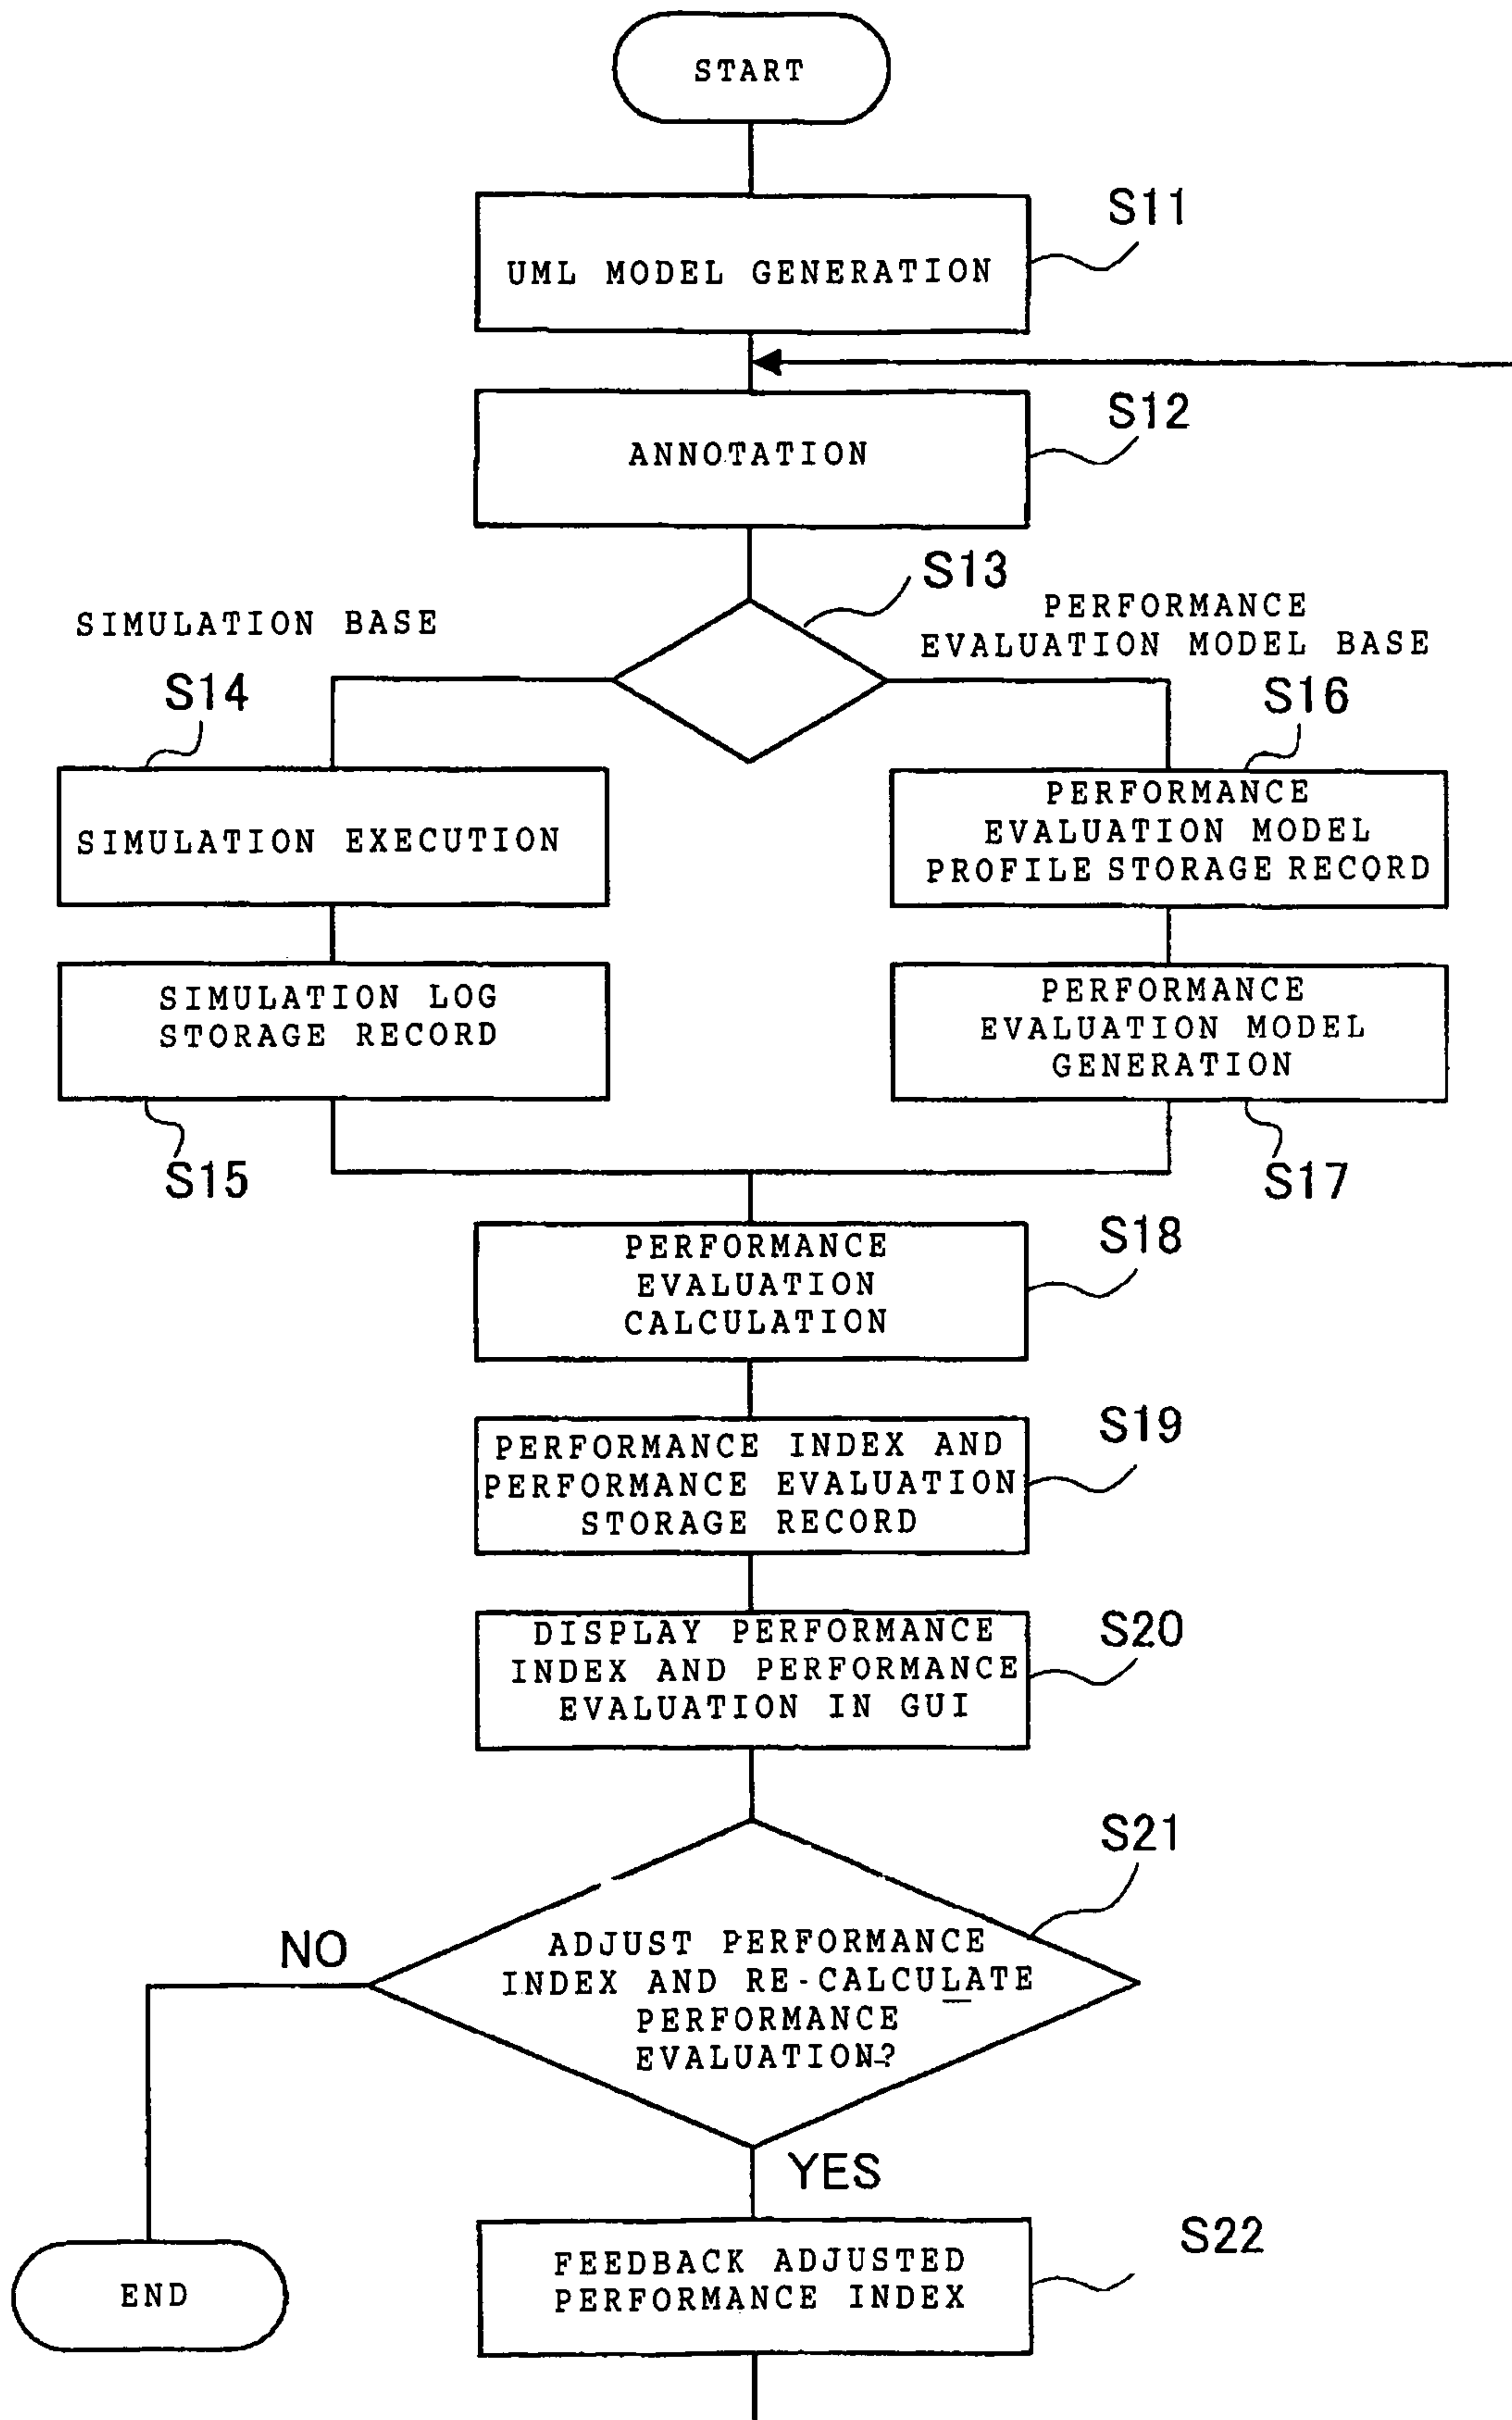 START
S11
UML MODEL GENERATION
S12
ANNOTATION
S13
SIMULATION BASE
PERFORMANCE
EVALUATION MODEL BASE
S14
S16
SIMULATION EXECUTION
PERFORMANCE
EVALUATION MODEL
PROFILE STORAGE RECORD
SIMULATION LOG
STORAGE RECORD
PERFORMANCE
EVALUATION MODEL
GENERATION
S15
S17
S18
PERFORMANCE
EVALUATION
CALCULATION
S19
PERFORMANCE INDEX AND
PERFORMANCE EVALUATION
STORAGE RECORD
S20
DISPLAY PERFORMANCE
INDEX AND PERFORMANCE
EVALUATION IN GUI
S21
NO
ADJUST PERFORMANCE
INDEX AND RE-CALCULATE
PERFORMANCE
EVALUATION?
YES
S22
FEEDBACK ADJUSTED
PERFORMANCE INDEX
END